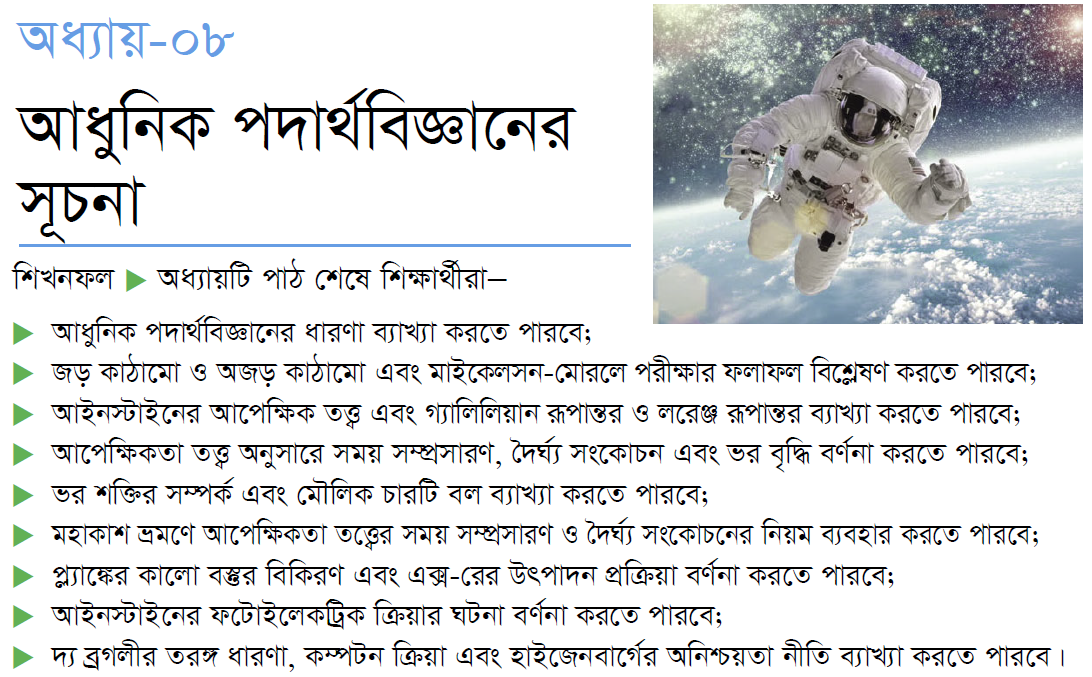 অধ্যায়-০৮
আধুনিক পদার্থবিজ্ঞানের
সূচনা
শিখনফল ▶ অধ্যায়টি পাঠ শেষে শিক্ষার্থীরা–
▶ আধুনিক পদার্থবিজ্ঞানের ধারণা ব্যাখ্যা করতে পারবে;
▶ জড় কাঠামো ও অজড় কাঠামো এবং মাইকেলসন-মোরলে পরীক্ষার ফলাফল বিশ্লেষণ করতে পারবে;
▶ আইনস্টাইনের আপেক্ষিক তত্ত্ব এবং গ্যালিলিয়ান রূপান্তর ও লরেঞ্জ রূপান্তর ব্যাখ্যা করতে পারবে;
▶ আপেক্ষিকতা তত্ত্ব অনুসারে সময় সম্প্রসারণ, দৈর্ঘ্য সংকোচন এবং ভর বৃদ্ধি বর্ণনা করতে পারবে;
▶ ভর শক্তির সম্পর্ক এবং মৌলিক চারটি বল ব্যাখ্যা করতে পারবে;
▶ মহাকাশ ভ্রমণে আপেক্ষিকতা তত্ত্বের সময় সম্প্রসারণ ও দৈর্ঘ্য সংকোচনের নিয়ম ব্যবহার করতে পারবে;
▶ প্ল্যাঙ্কের কালো বস্তুর বিকিরণ এবং এক্স-রের উৎপাদন প্রক্রিয়া বর্ণনা করতে পারবে;
▶ আইনস্টাইনের ফটোইলেকট্রিক ক্রিয়ার ঘটনা বর্ণনা করতে পারবে;
▶ দ্য ব্রগলীর তরঙ্গ ধারণা, কম্পটন ক্রিয়া এবং হাইজেনবার্গের অনিশ্চয়তা নীতি ব্যাখ্যা করতে পারবে।